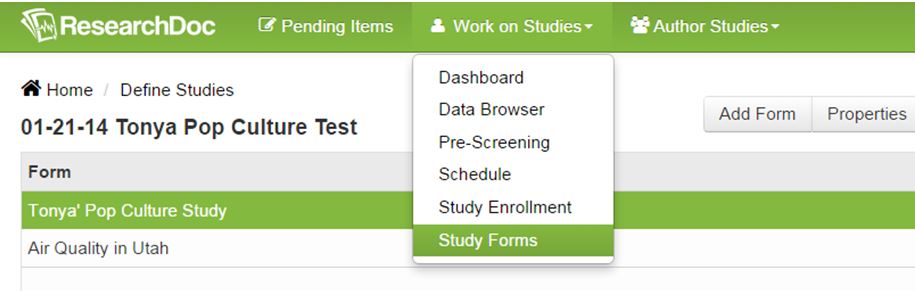 ResearchDoc Pending Items Work on Studies Author Studies
Dashboard
Data Browser
Pre-Screening
Schedule
Study Enrollment
Study Forms
Home / Define Studies
01-21-14 Tonya Pop Culture Test
Add Form Properties
Form
Tonya' Pop Culture Study
Air Quality in Utah